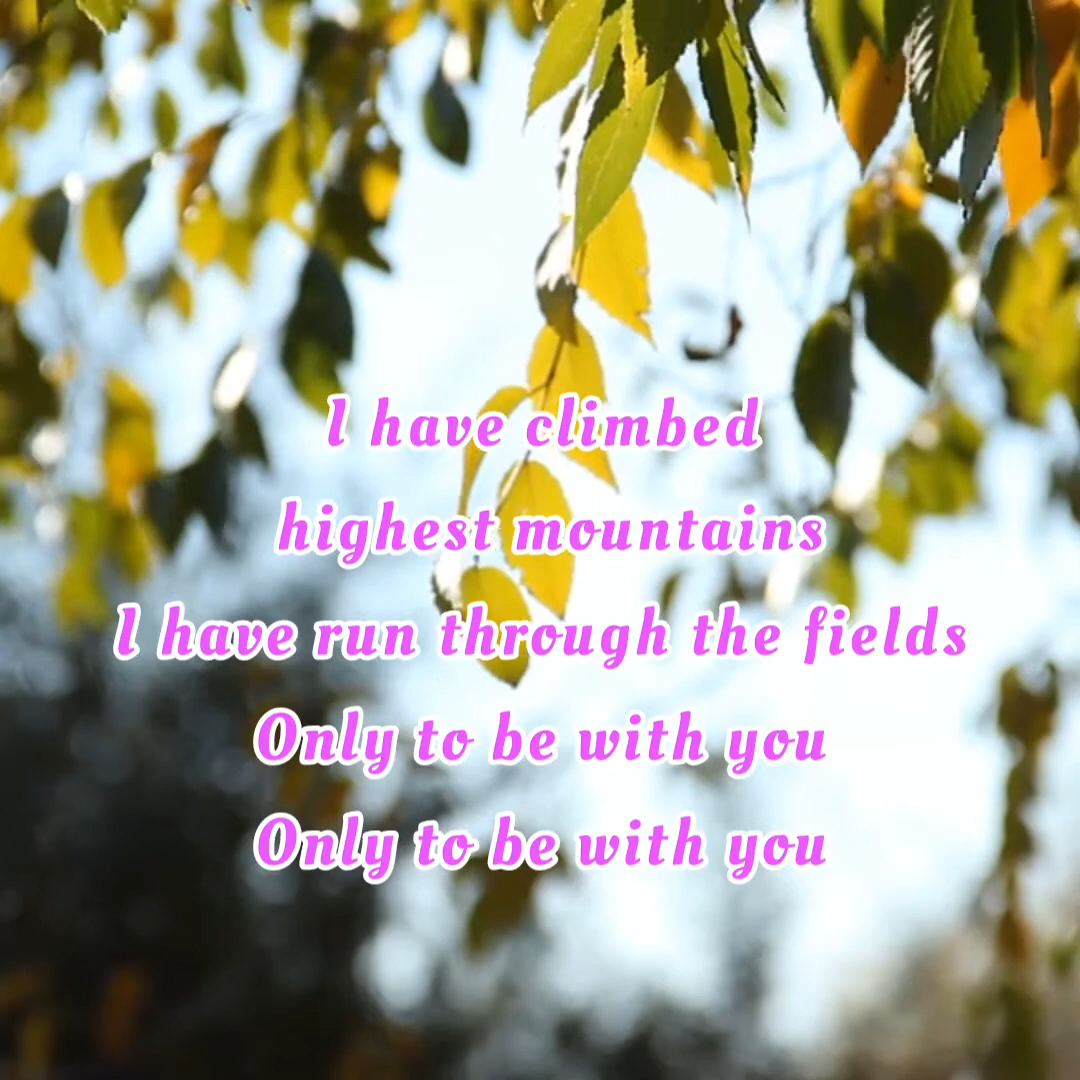 I have climbed
highest mountains
I have run through the fields
Only to be with you
Only to be with you